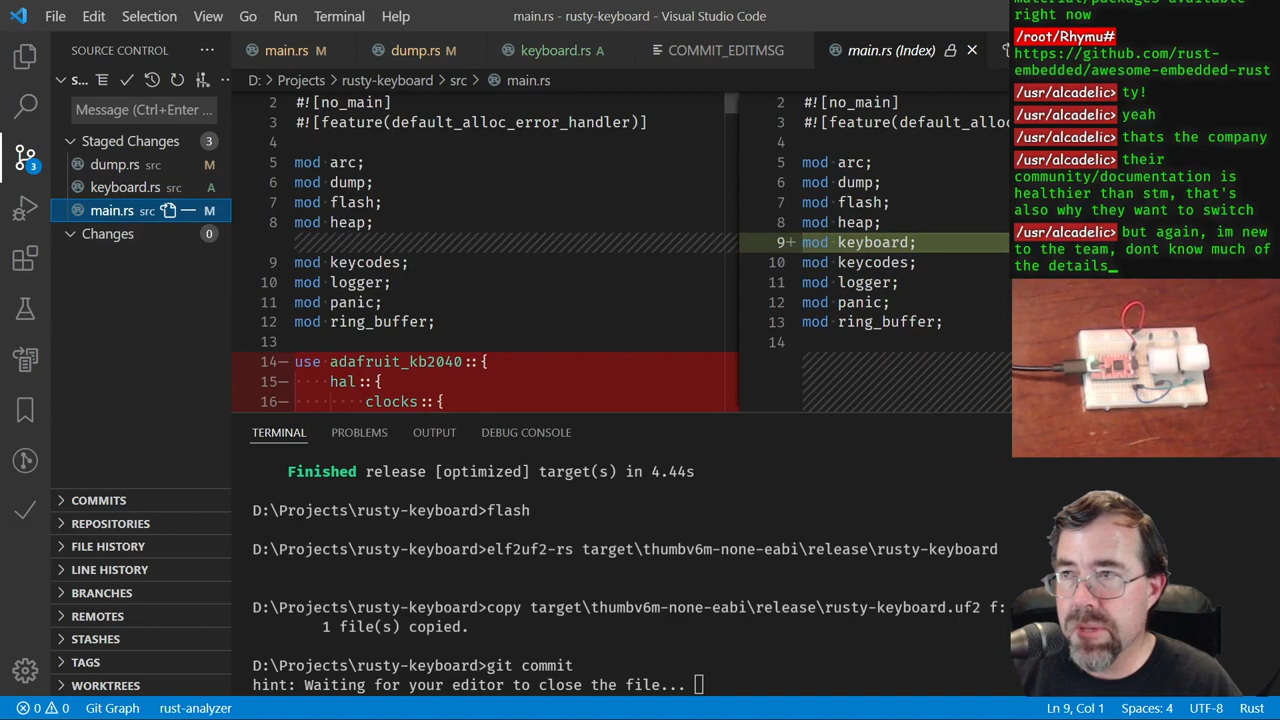 File Edit Selection View Go Run Terminal Help
main.rs - rusty-keyboard - Visual Studio Code
SOURCE CONTROL ···
main.rs M
dump.rs M
keyboard.rs A
COMMIT_EDITMSG
main.rs (Index)
S...
D: > Projects > rusty-keyboard > src > main.rs
Message (Ctrl+Enter ...
Staged Changes 3
dump.rs src M
keyboard.rs src A
main.rs src M
Changes 0
3
2 #![no_main]
3 #![feature(default_alloc_error_handler)]
4
5 mod arc;
6 mod dump;
7 mod flash;
8 mod heap;
9 mod keycodes;
10 mod logger;
11 mod panic;
12 mod ring_buffer;
13
14− use adafruit_kb2040::{
15− ····hal::{
16− ········clocks::{
2 #![no_main]
3 #![feature(default_alloc
4
5 mod arc;
6 mod dump;
7 mod flash;
8 mod heap;
9+ mod keyboard;
10 mod keycodes;
11 mod logger;
12 mod panic;
13 mod ring_buffer;
14
TERMINAL PROBLEMS OUTPUT DEBUG CONSOLE
Finished release [optimized] target(s) in 4.44s
D:\Projects\rusty-keyboard>flash
D:\Projects\rusty-keyboard>elf2uf2-rs target\thumbv6m-none-eabi\release\rusty-keyboard
D:\Projects\rusty-keyboard>copy target\thumbv6m-none-eabi\release\rusty-keyboard.uf2 f:
1 file(s) copied.
D:\Projects\rusty-keyboard>git commit
hint: Waiting for your editor to close the file...
COMMITS
REPOSITORIES
FILE HISTORY
LINE HISTORY
BRANCHES
REMOTES
STASHES
TAGS
WORKTREES
0 0 Git Graph rust-analyzer
Ln 9, Col 1 Spaces: 4 UTF-8 Rust
material/packages available
right now
/root/Rhymu#
https://github.com/rust-
embedded/awesome-embedded-rust
/usr/alcadelic> ty!
/usr/alcadelic> yeah
/usr/alcadelic> thats the company
/usr/alcadelic> their
community/documentation is
healthier than stm, that's
also why they want to switch
/usr/alcadelic> but again, im new
to the team, dont know much of
the details_